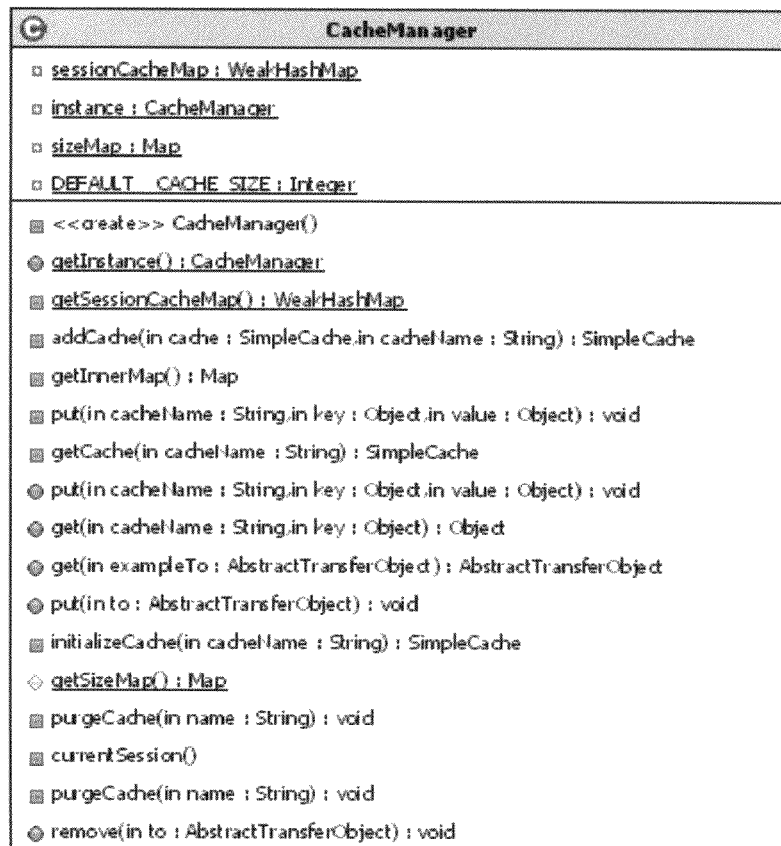 C CacheManager
sessionCacheMap : WeakHashMap
instance : CacheManager
sizeMap : Map
DEFAULT_CACHE_SIZE : Integer
<<create>> CacheManager()
getInstance() : CacheManager
getSessionCacheMap() : WeakHashMap
addCache(in cache : SimpleCache,in cacheName : String) : SimpleCache
getInnerMap() : Map
put(in cacheName : String,in key : Object,in value : Object) : void
getCache(in cacheName : String) : SimpleCache
put(in cacheName : String,in key : Object,in value : Object) : void
get(in cacheName : String,in key : Object) : Object
get(in exampleTo : AbstractTransferObject) : AbstractTransferObject
put(in to : AbstractTransferObject) : void
initializeCache(in cacheName : String) : SimpleCache
getSizeMap() : Map
purgeCache(in name : String) : void
currentSession()
purgeCache(in name : String) : void
remove(in to : AbstractTransferObject) : void